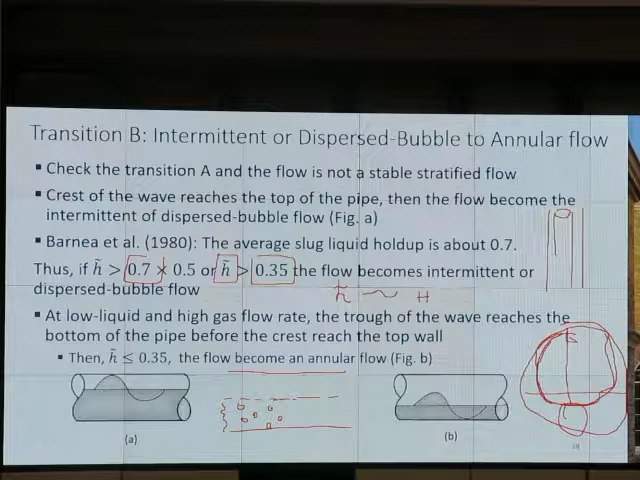 Transition B: Intermittent or Dispersed-Bubble to Annular flow
▪ Check the transition A and the flow is not a stable stratified flow
▪ Crest of the wave reaches the top of the pipe, then the flow become the
intermittent of dispersed-bubble flow (Fig. a)
▪ Barnea et al. (1980): The average slug liquid holdup is about 0.7.
Thus, if h̃ > 0.7 × 0.5 or h̃ > 0.35 the flow becomes intermittent or
dispersed-bubble flow
h̃ ~ H
▪ At low-liquid and high gas flow rate, the trough of the wave reaches the
bottom of the pipe before the crest reach the top wall
▪ Then, h̃ ≤ 0.35, the flow become an annular flow (Fig. b)
(a)
(b)